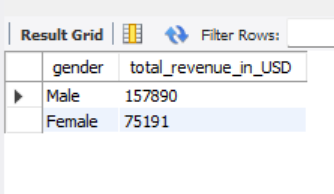 Result Grid Filter Rows:
gender total_revenue_in_USD
Male 157890
Female 75191